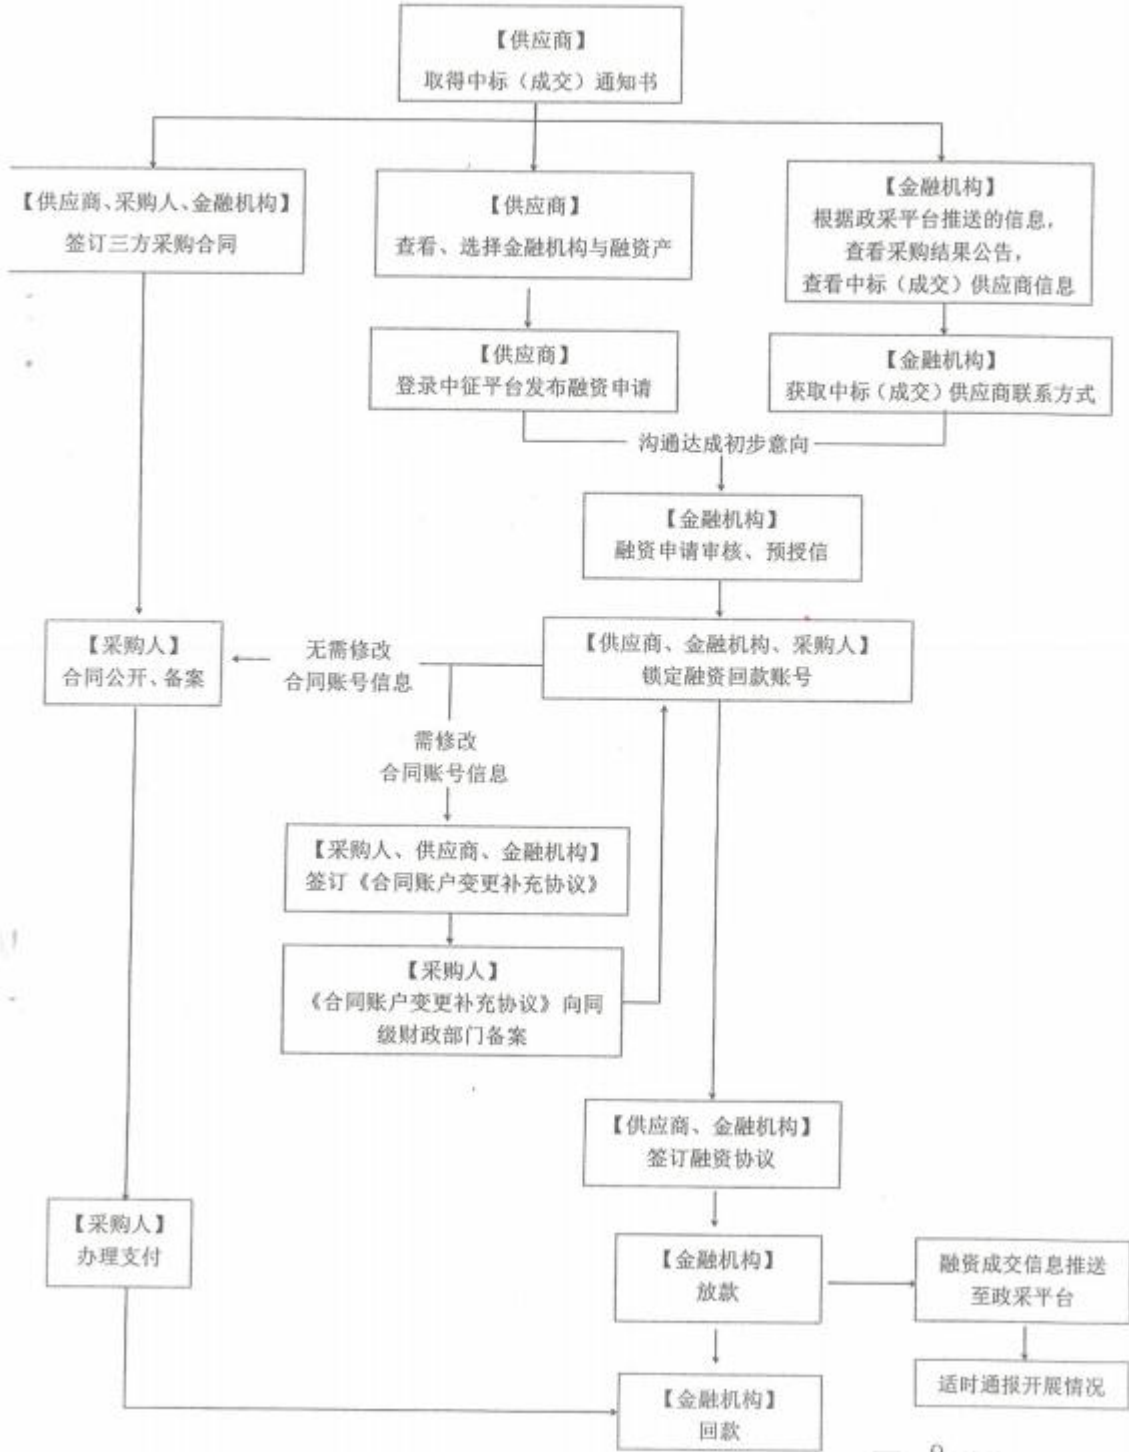 【供应商】
取得中标（成交）通知书
【供应商、采购人、金融机构】
签订三方采购合同
【供应商】
查看、选择金融机构与融资产
【金融机构】
根据政采平台推送的信息，
查看采购结果公告，
查看中标（成交）供应商信息
【供应商】
登录中征平台发布融资申请
【金融机构】
获取中标（成交）供应商联系方式
沟通达成初步意向
【金融机构】
融资申请审核、预授信
【采购人】
合同公开、备案
无需修改
合同账号信息
【供应商、金融机构、采购人】
锁定融资回款账号
需修改
合同账号信息
【采购人、供应商、金融机构】
签订《合同账户变更补充协议》
【采购人】
《合同账户变更补充协议》向同
级财政部门备案
【供应商、金融机构】
签订融资协议
【采购人】
办理支付
【金融机构】
放款
融资成交信息推送
至政采平台
适时通报开展情况
【金融机构】
回款